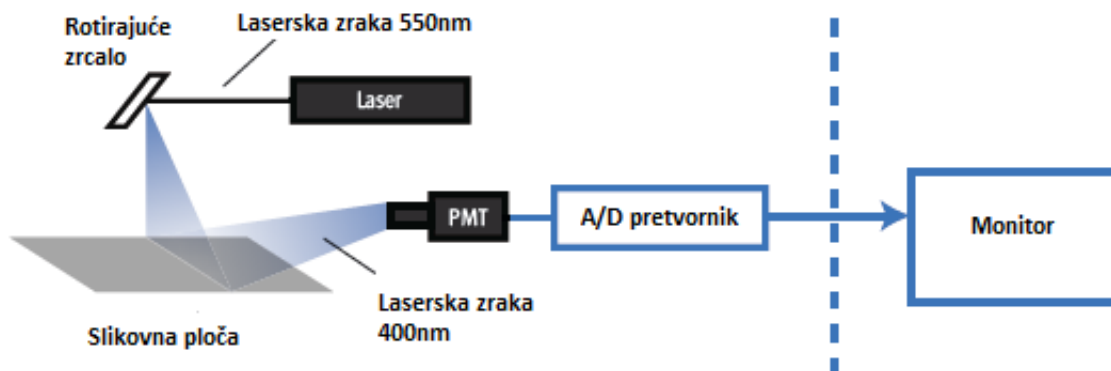 Rotirajuće
zrcalo
Laserska zraka 550nm
Laser
PMT
A/D pretvornik
Monitor
Laserska zraka
400nm
Slikovna ploča